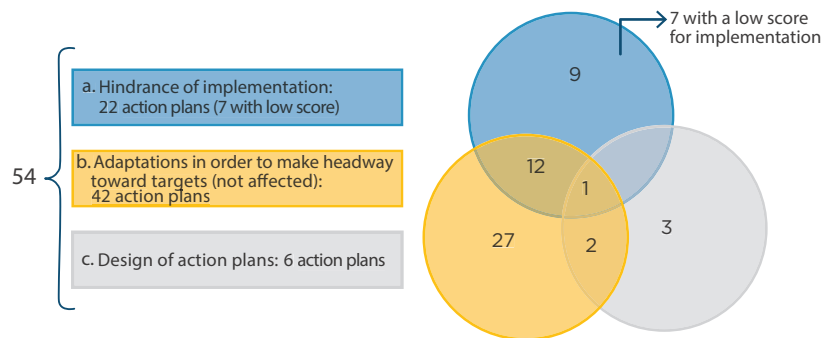 7 with a low score
for implementation
9
a. Hindrance of implementation:
22 action plans (7 with low score)
54
b. Adaptations in order to make headway
toward targets (not affected):
42 action plans
12
1
27
2
3
c. Design of action plans: 6 action plans